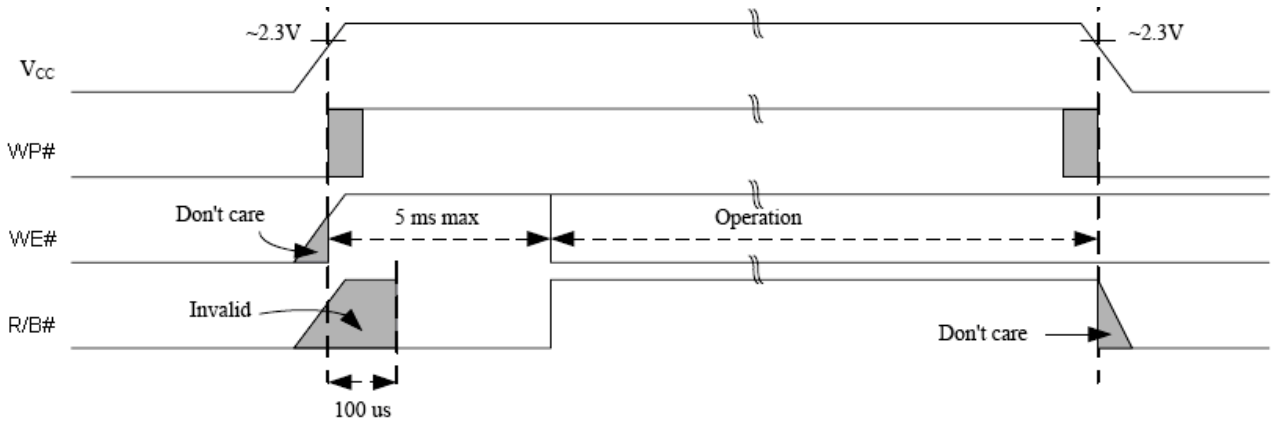 ~2.3V
~2.3V
VCC
WP#
Don't care
5 ms max
Operation
WE#
Invalid
R/B#
Don't care
100 us